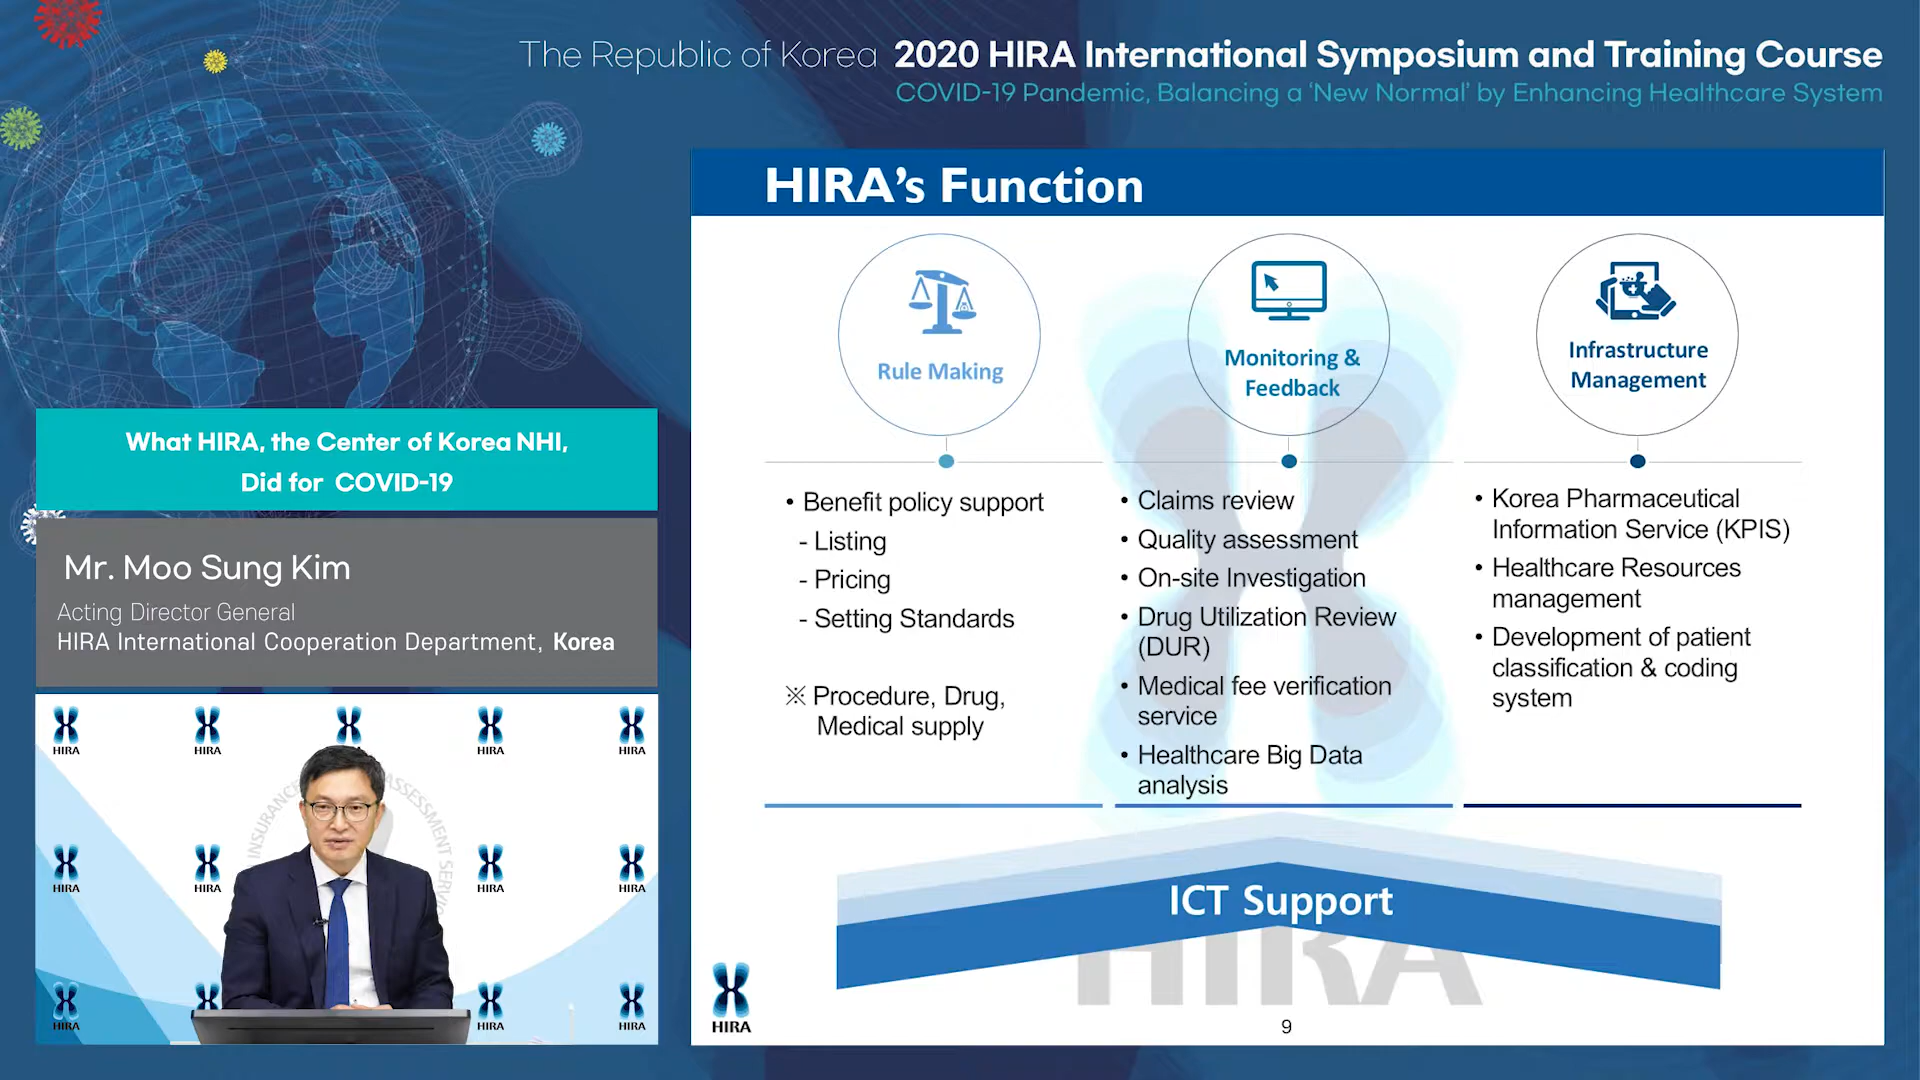 The Republic of Korea 2020 HIRA International Symposium and Training Course
COVID-19 Pandemic, Balancing a 'New Normal' by Enhancing Healthcare System
What HIRA, the Center of Korea NHI,
Did for COVID-19
Mr. Moo Sung Kim
Acting Director General
HIRA International Cooperation Department, Korea
HIRA HIRA HIRA HIRA
INSURANCE ASSESSMENT
HIRA HIRA HIRA HIRA
HIRA HIRA HIRA
HIRA's Function
Rule Making
• Benefit policy support
- Listing
- Pricing
- Setting Standards
※ Procedure, Drug,
Medical supply
Monitoring &
Feedback
• Claims review
• Quality assessment
• On-site Investigation
• Drug Utilization Review
(DUR)
• Medical fee verification
service
• Healthcare Big Data
analysis
Infrastructure
Management
• Korea Pharmaceutical
Information Service (KPIS)
• Healthcare Resources
management
• Development of patient
classification & coding
system
ICT Support
HIRA
HIRA
9